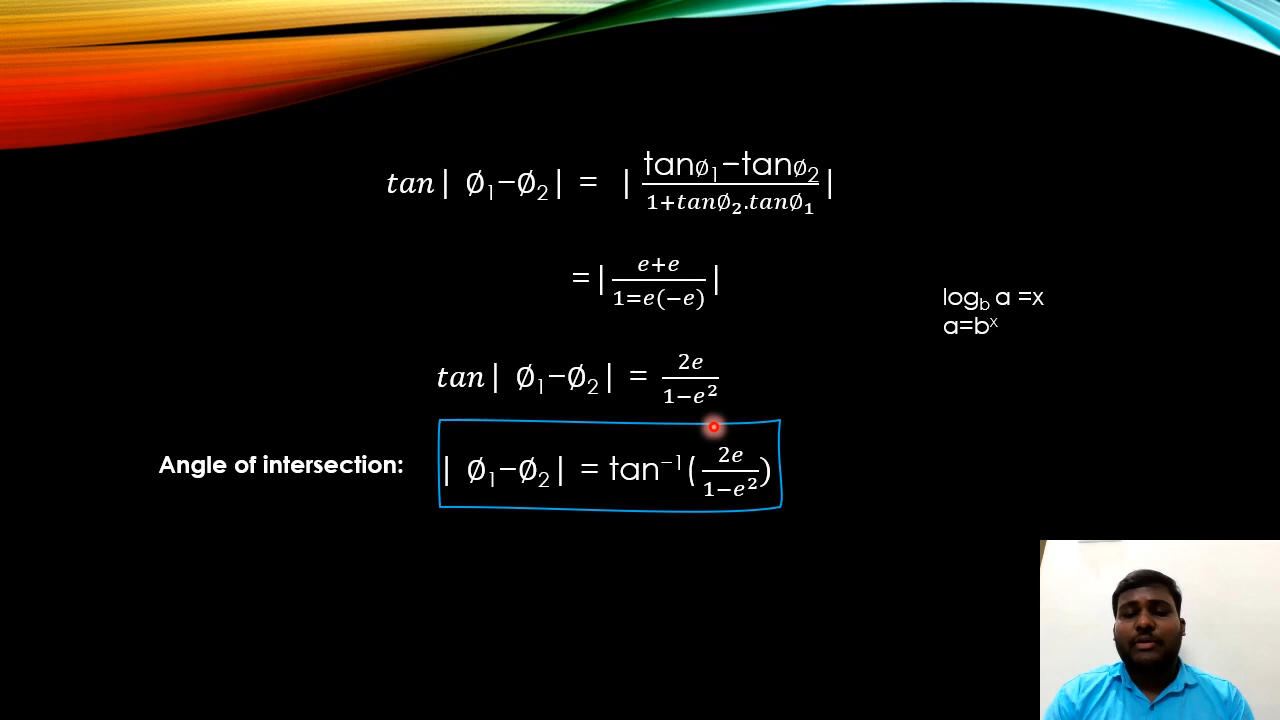 tan| Ø₁−Ø₂| = | (tanø₁−tanø₂)/(1+tanØ₂.tanØ₁) |
=| (e+e)/(1=e(−e)) |
log_b a =x
a=bˣ
tan| Ø₁−Ø₂| = 2e/(1−e²)
Angle of intersection: | Ø₁−Ø₂| = tan⁻¹(2e/(1−e²))